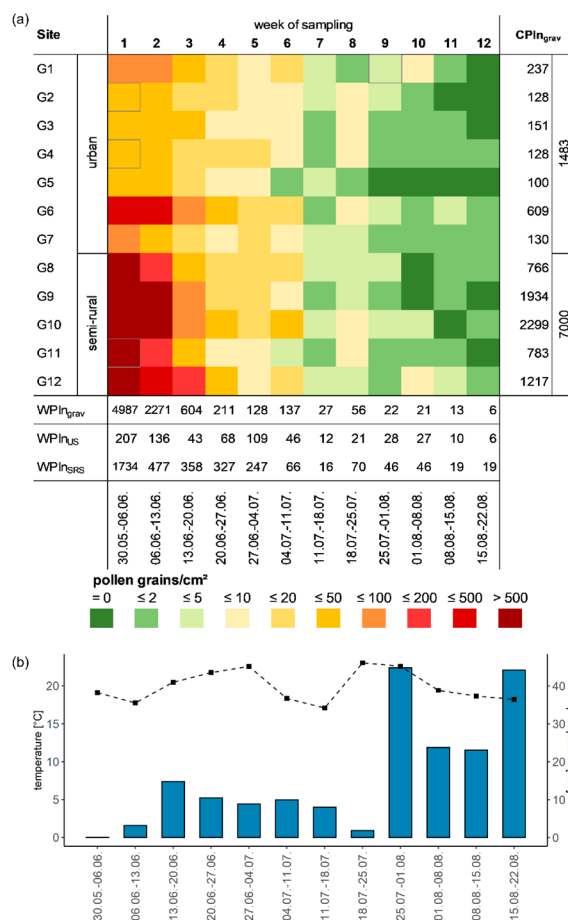 (a)
week of sampling
Site
CPIn_grav
1 2 3 4 5 6 7 8 9 10 11 12
G1 237
G2 128
G3 151
G4 128
G5 100
G6 609
G7 130
urban
1483
G8 766
G9 1934
G10 2299
G11 783
G12 1217
semi-rural
7000
WPIn_grav 4987 2271 604 211 128 137 27 56 22 21 13 6
WPIn_US 207 136 43 68 109 46 12 21 28 27 10 6
WPIn_SRS 1734 477 358 327 247 66 16 70 46 46 19 19
30.05.-06.06. 06.06.-13.06. 13.06.-20.06. 20.06.-27.06. 27.06.-04.07. 04.07.-11.07. 11.07.-18.07. 18.07.-25.07. 25.07.-01.08. 01.08.-08.08. 08.08.-15.08. 15.08.-22.08.
pollen grains/cm²
= 0 ≤ 2 ≤ 5 ≤ 10 ≤ 20 ≤ 50 ≤ 100 ≤ 200 ≤ 500 > 500
(b)
temperature [°C]
20
15
10
5
0
40
30
20
10
0
30.05.-06.06. 06.06.-13.06. 13.06.-20.06. 20.06.-27.06. 27.06.-04.07. 04.07.-11.07. 11.07.-18.07. 18.07.-25.07. 25.07.-01.08. 01.08.-08.08. 08.08.-15.08. 15.08.-22.08.